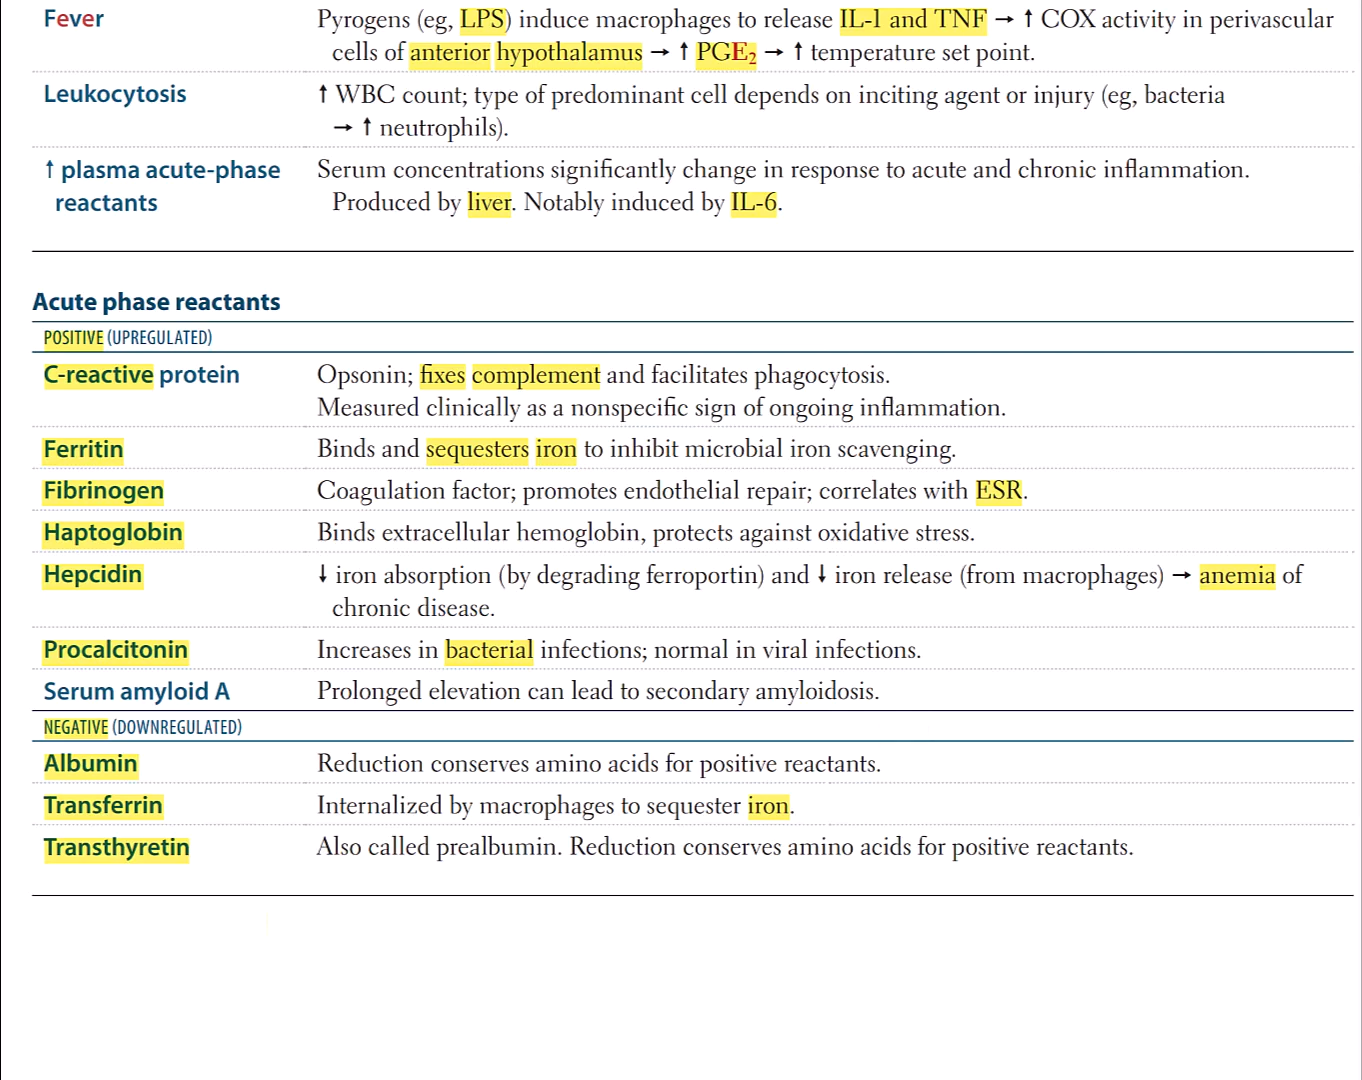 Fever
Pyrogens (eg, LPS) induce macrophages to release IL-1 and TNF → ↑ COX activity in perivascular
cells of anterior hypothalamus → ↑ PGE₂ → ↑ temperature set point.
Leukocytosis
↑ WBC count; type of predominant cell depends on inciting agent or injury (eg, bacteria
→ ↑ neutrophils).
↑ plasma acute-phase
reactants
Serum concentrations significantly change in response to acute and chronic inflammation.
Produced by liver. Notably induced by IL-6.
Acute phase reactants
POSITIVE (UPREGULATED)
C-reactive protein
Opsonin; fixes complement and facilitates phagocytosis.
Measured clinically as a nonspecific sign of ongoing inflammation.
Ferritin
Binds and sequesters iron to inhibit microbial iron scavenging.
Fibrinogen
Coagulation factor; promotes endothelial repair; correlates with ESR.
Haptoglobin
Binds extracellular hemoglobin, protects against oxidative stress.
Hepcidin
↓ iron absorption (by degrading ferroportin) and ↓ iron release (from macrophages) → anemia of
chronic disease.
Procalcitonin
Increases in bacterial infections; normal in viral infections.
Serum amyloid A
Prolonged elevation can lead to secondary amyloidosis.
NEGATIVE (DOWNREGULATED)
Albumin
Reduction conserves amino acids for positive reactants.
Transferrin
Internalized by macrophages to sequester iron.
Transthyretin
Also called prealbumin. Reduction conserves amino acids for positive reactants.